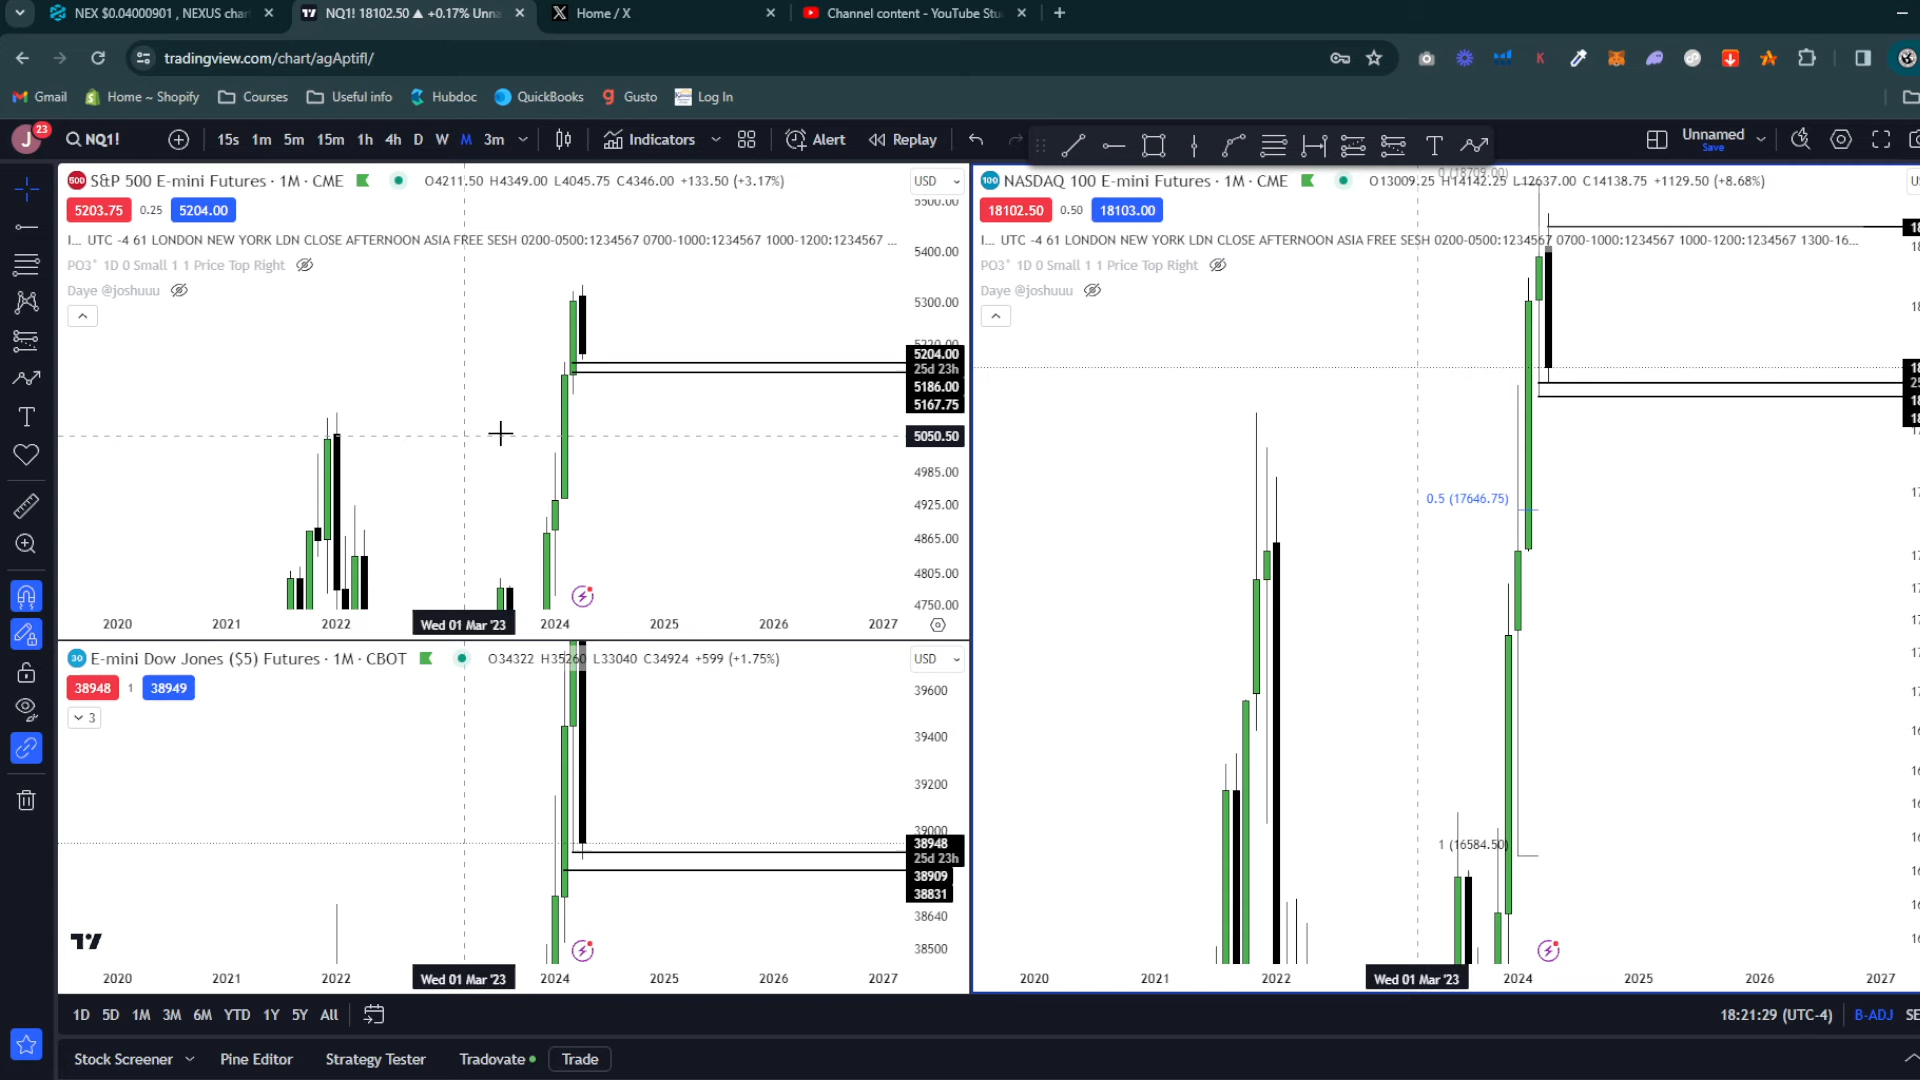 NEX $0.04000901 , NEXUS char
NQ1! 18102.50 ▲ +0.17% Unna
Home / X
Channel content - YouTube Stu
tradingview.com/chart/agAptifl/
Gmail
Home ~ Shopify
Courses
Useful info
Hubdoc
QuickBooks
Gusto
Log In
J
23
NQ1!
15s
1m
5m
15m
1h
4h
D
W
M
3m
Indicators
Alert
Replay
Unnamed
Save
S&P 500 E-mini Futures · 1M · CME
O4211.50 H4349.00 L4045.75 C4346.00 +133.50 (+3.17%)
USD
5203.75
0.25
5204.00
I... UTC -4 61 LONDON NEW YORK LDN CLOSE AFTERNOON ASIA FREE SESH 0200-0500:1234567 0700-1000:1234567 1000-1200:1234567 ...
PO3° 1D 0 Small 1 1 Price Top Right
Daye @joshuuu
5400.00
5300.00
5204.00
25d 23h
5186.00
5167.75
5050.50
4985.00
4925.00
4865.00
4805.00
4750.00
2020
2021
2022
Wed 01 Mar '23
2024
2025
2026
2027
E-mini Dow Jones ($5) Futures · 1M · CBOT
O34322 H35260 L33040 C34924 +599 (+1.75%)
USD
38948
1
38949
3
39600
39400
39200
39000
38948
25d 23h
38909
38831
38640
38500
2020
2021
2022
Wed 01 Mar '23
2024
2025
2026
2027
NASDAQ 100 E-mini Futures · 1M · CME
O13009.25 H14142.25 L12637.00 C14138.75 +1129.50 (+8.68%)
0 (18709.00)
18102.50
0.50
18103.00
I... UTC -4 61 LONDON NEW YORK LDN CLOSE AFTERNOON ASIA FREE SESH 0200-0500:1234567 0700-1000:1234567 1000-1200:1234567 1300-16...
PO3° 1D 0 Small 1 1 Price Top Right
Daye @joshuuu
0.5 (17646.75)
1 (16584.50)
2020
2021
2022
Wed 01 Mar '23
2024
2025
2026
2027
1D
5D
1M
3M
6M
YTD
1Y
5Y
All
18:21:29 (UTC-4)
B-ADJ
SE
Stock Screener
Pine Editor
Strategy Tester
Tradovate
Trade